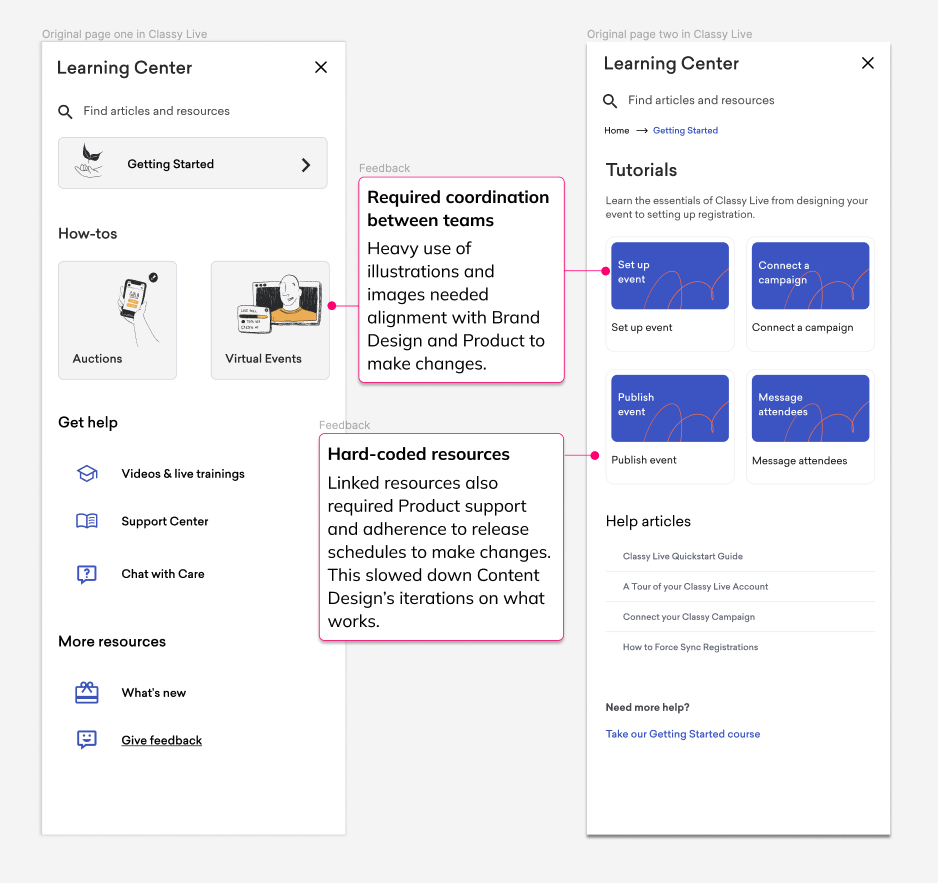 Original page one in Classy Live
Learning Center
Find articles and resources
Getting Started
How-tos
Auctions
Virtual Events
Get help
Videos & live trainings
Support Center
Chat with Care
More resources
What's new
Give feedback
Feedback
Required coordination
between teams
Heavy use of
illustrations and
images needed
alignment with Brand
Design and Product to
make changes.
Feedback
Hard-coded resources
Linked resources also
required Product support
and adherence to release
schedules to make changes.
This slowed down Content
Design's iterations on what
works.
Original page two in Classy Live
Learning Center
Find articles and resources
Home → Getting Started
Tutorials
Learn the essentials of Classy Live from designing your
event to setting up registration.
Set up
event
Set up event
Connect a
campaign
Connect a campaign
Publish
event
Publish event
Message
attendees
Message attendees
Help articles
Classy Live Quickstart Guide
A Tour of your Classy Live Account
Connect your Classy Campaign
How to Force Sync Registrations
Need more help?
Take our Getting Started course